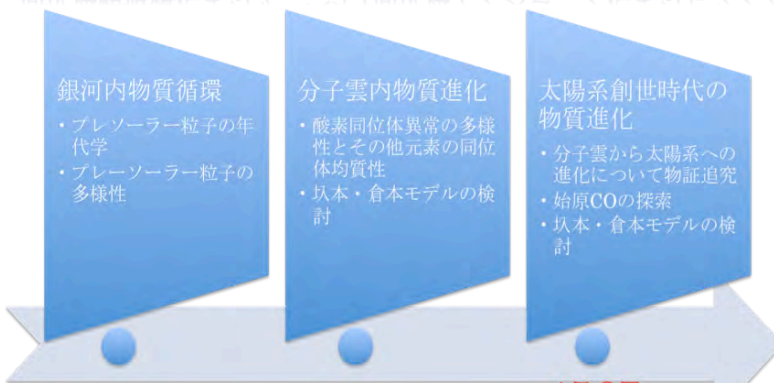 銀河内物質循環
・プレソーラー粒子の年
代学
・プレーソーラー粒子の
多様性
分子雲内物質進化
・酸素同位体異常の多様
性とその他元素の同位
体均質性
・圦本・倉本モデルの検
討
太陽系創世時代の
物質進化
・分子雲から太陽系への
進化について物証追究
・始原COの探索
・圦本・倉本モデルの検
討